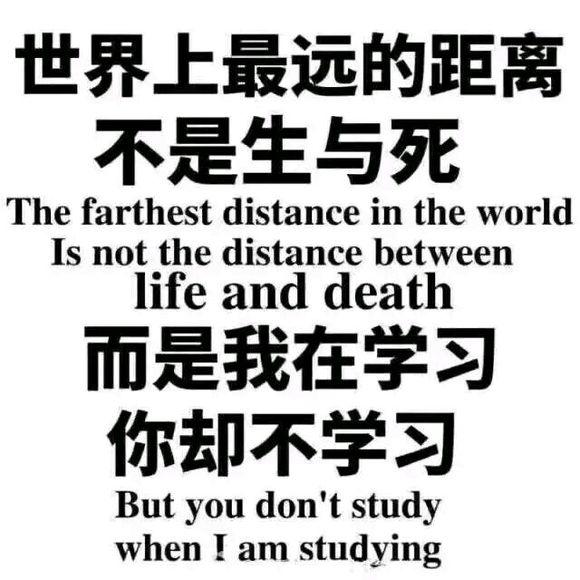 世界上最远的距离
不是生与死
The farthest distance in the world
Is not the distance between
life and death
而是我在学习
你却不学习
But you don't study
when I am studying